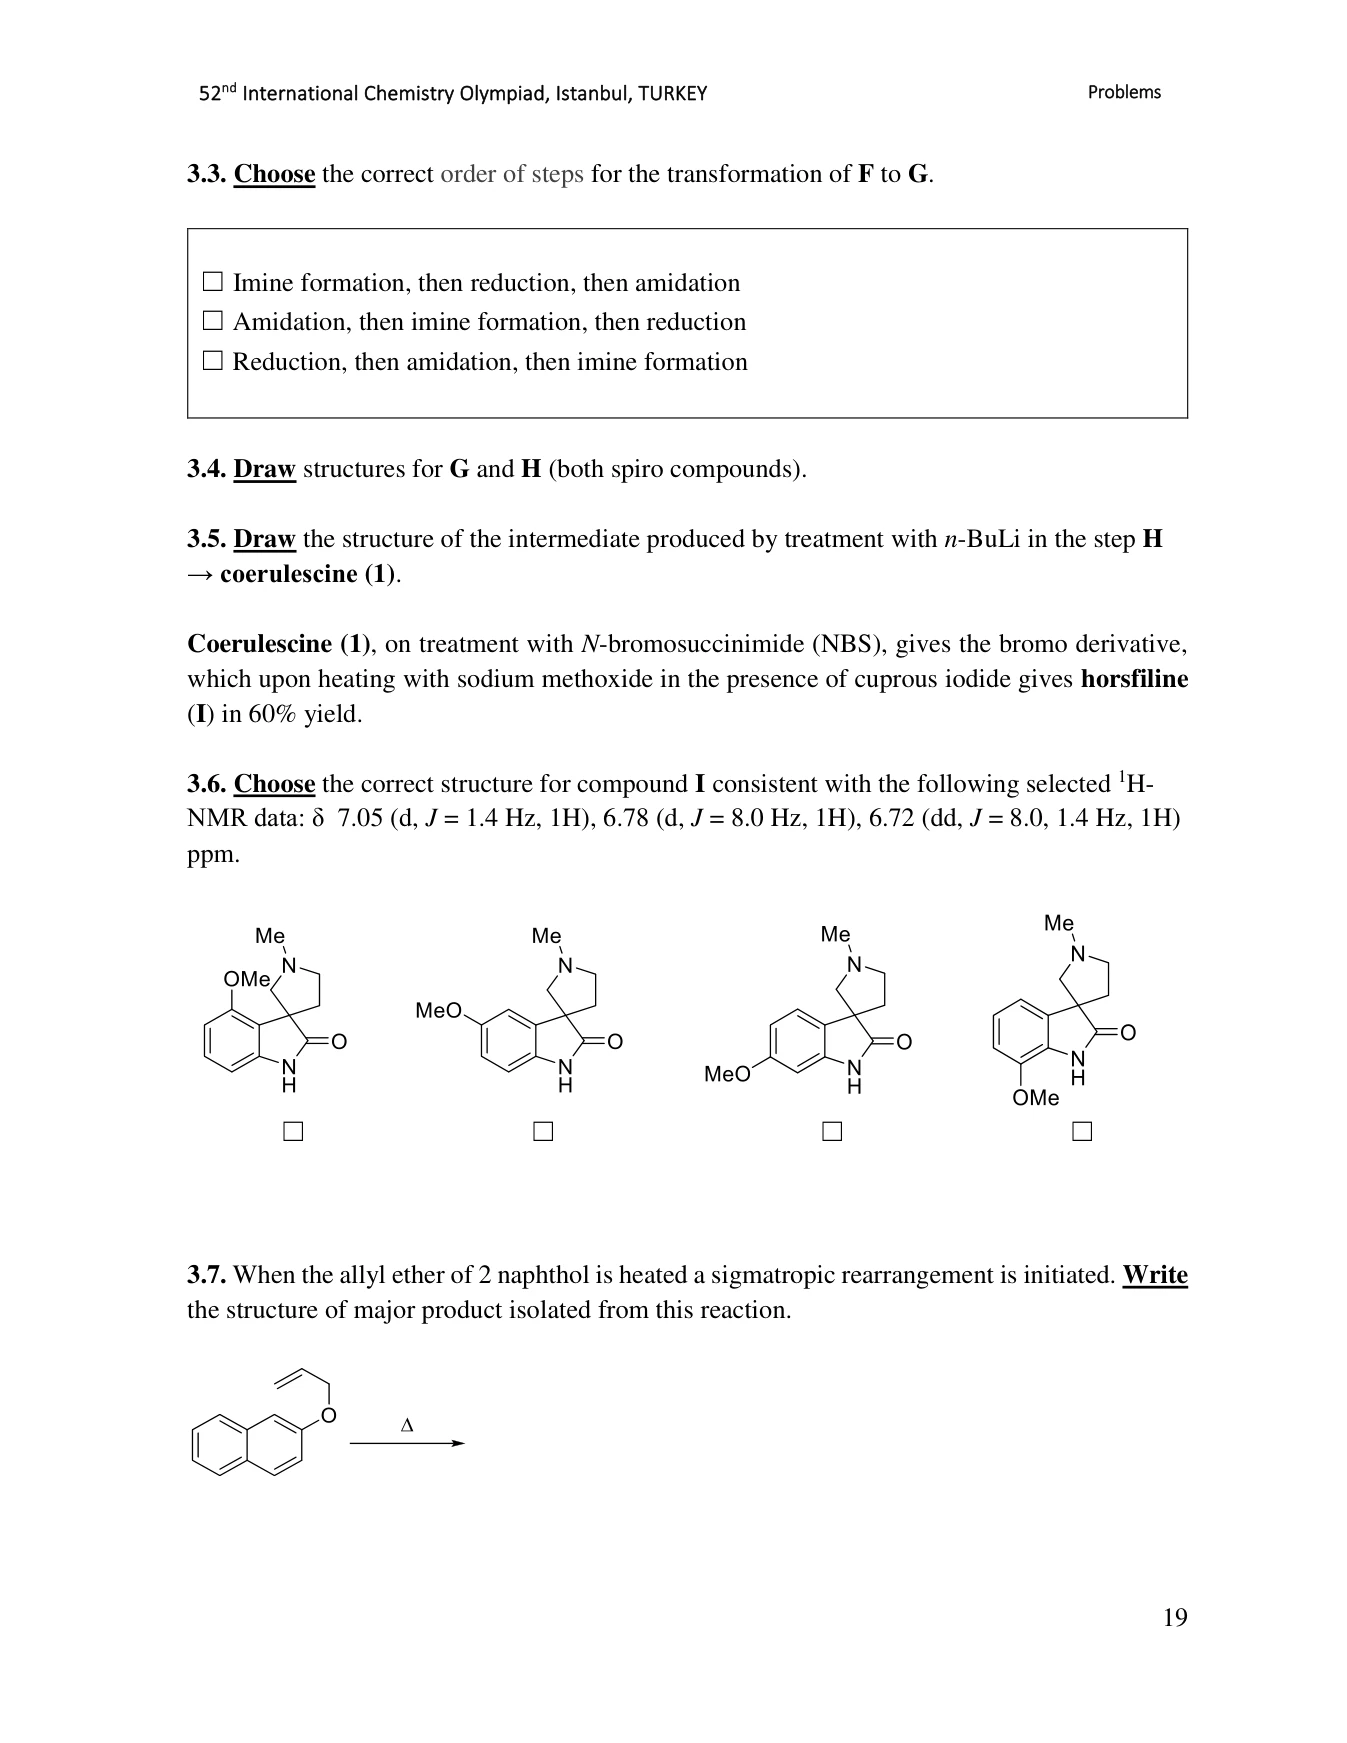 52nd International Chemistry Olympiad, Istanbul, TURKEY Problems
3.3. Choose the correct order of steps for the transformation of F to G.
☐ Imine formation, then reduction, then amidation
☐ Amidation, then imine formation, then reduction
☐ Reduction, then amidation, then imine formation
3.4. Draw structures for G and H (both spiro compounds).
3.5. Draw the structure of the intermediate produced by treatment with n-BuLi in the step H
→ coerulescine (1).
Coerulescine (1), on treatment with N-bromosuccinimide (NBS), gives the bromo derivative,
which upon heating with sodium methoxide in the presence of cuprous iodide gives horsfiline
(I) in 60% yield.
3.6. Choose the correct structure for compound I consistent with the following selected 1H-
NMR data: δ 7.05 (d, J = 1.4 Hz, 1H), 6.78 (d, J = 8.0 Hz, 1H), 6.72 (dd, J = 8.0, 1.4 Hz, 1H)
ppm.
Me
N
OMe
O
N
H
Me
N
MeO
O
N
H
Me
N
O
MeO
N
H
Me
N
O
N
H
OMe
☐ ☐ ☐ ☐
3.7. When the allyl ether of 2 naphthol is heated a sigmatropic rearrangement is initiated. Write
the structure of major product isolated from this reaction.
O
Δ
19